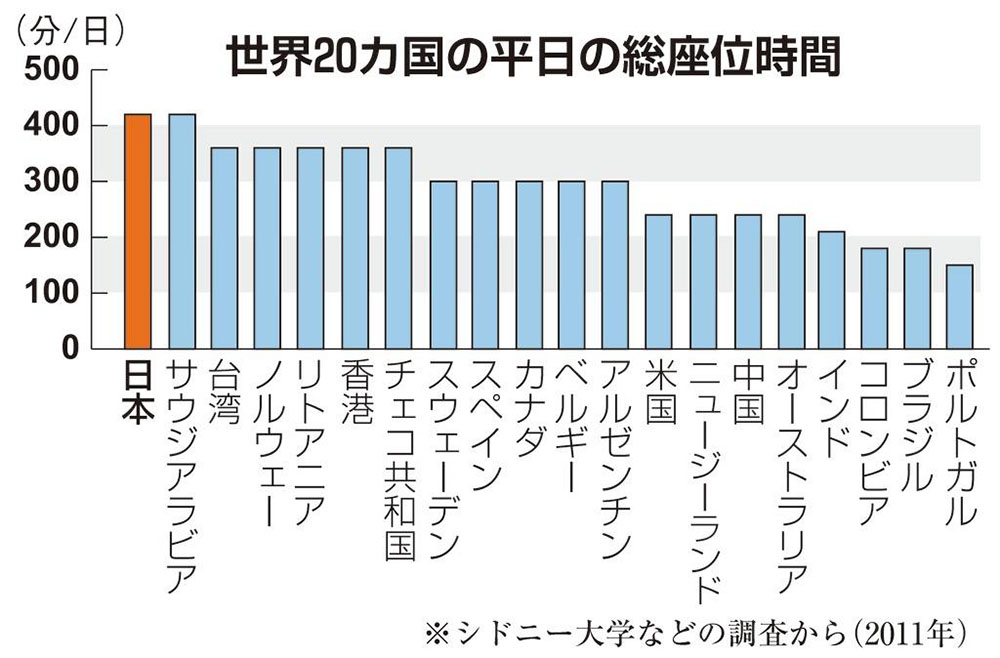 (分/日)
世界20カ国の平日の総座位時間
500
400
300
200
100
0
日本
サウジアラビア
台湾
ノルウェー
リトアニア
香港
チェコ共和国
スウェーデン
スペイン
カナダ
ベルギー
アルゼンチン
米国
ニュージーランド
中国
オーストラリア
インド
コロンビア
ブラジル
ポルトガル
※シドニー大学などの調査から(2011年)